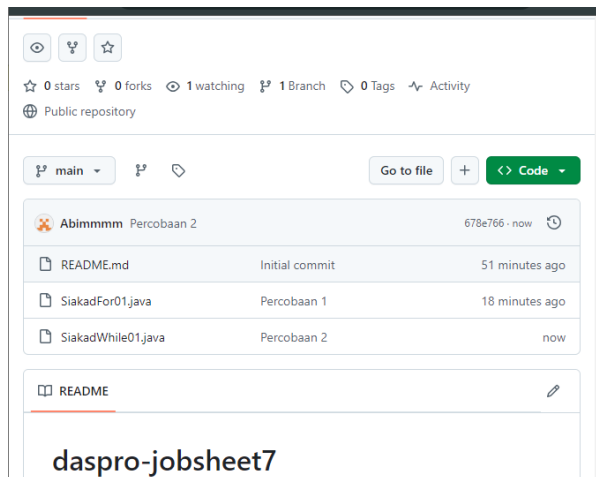 0 stars 0 forks 1 watching 1 Branch 0 Tags Activity
Public repository
main Go to file Code
Abimmmm Percobaan 2 678e766 · now
README.md Initial commit 51 minutes ago
SiakadFor01.java Percobaan 1 18 minutes ago
SiakadWhile01.java Percobaan 2 now
README
daspro-jobsheet7